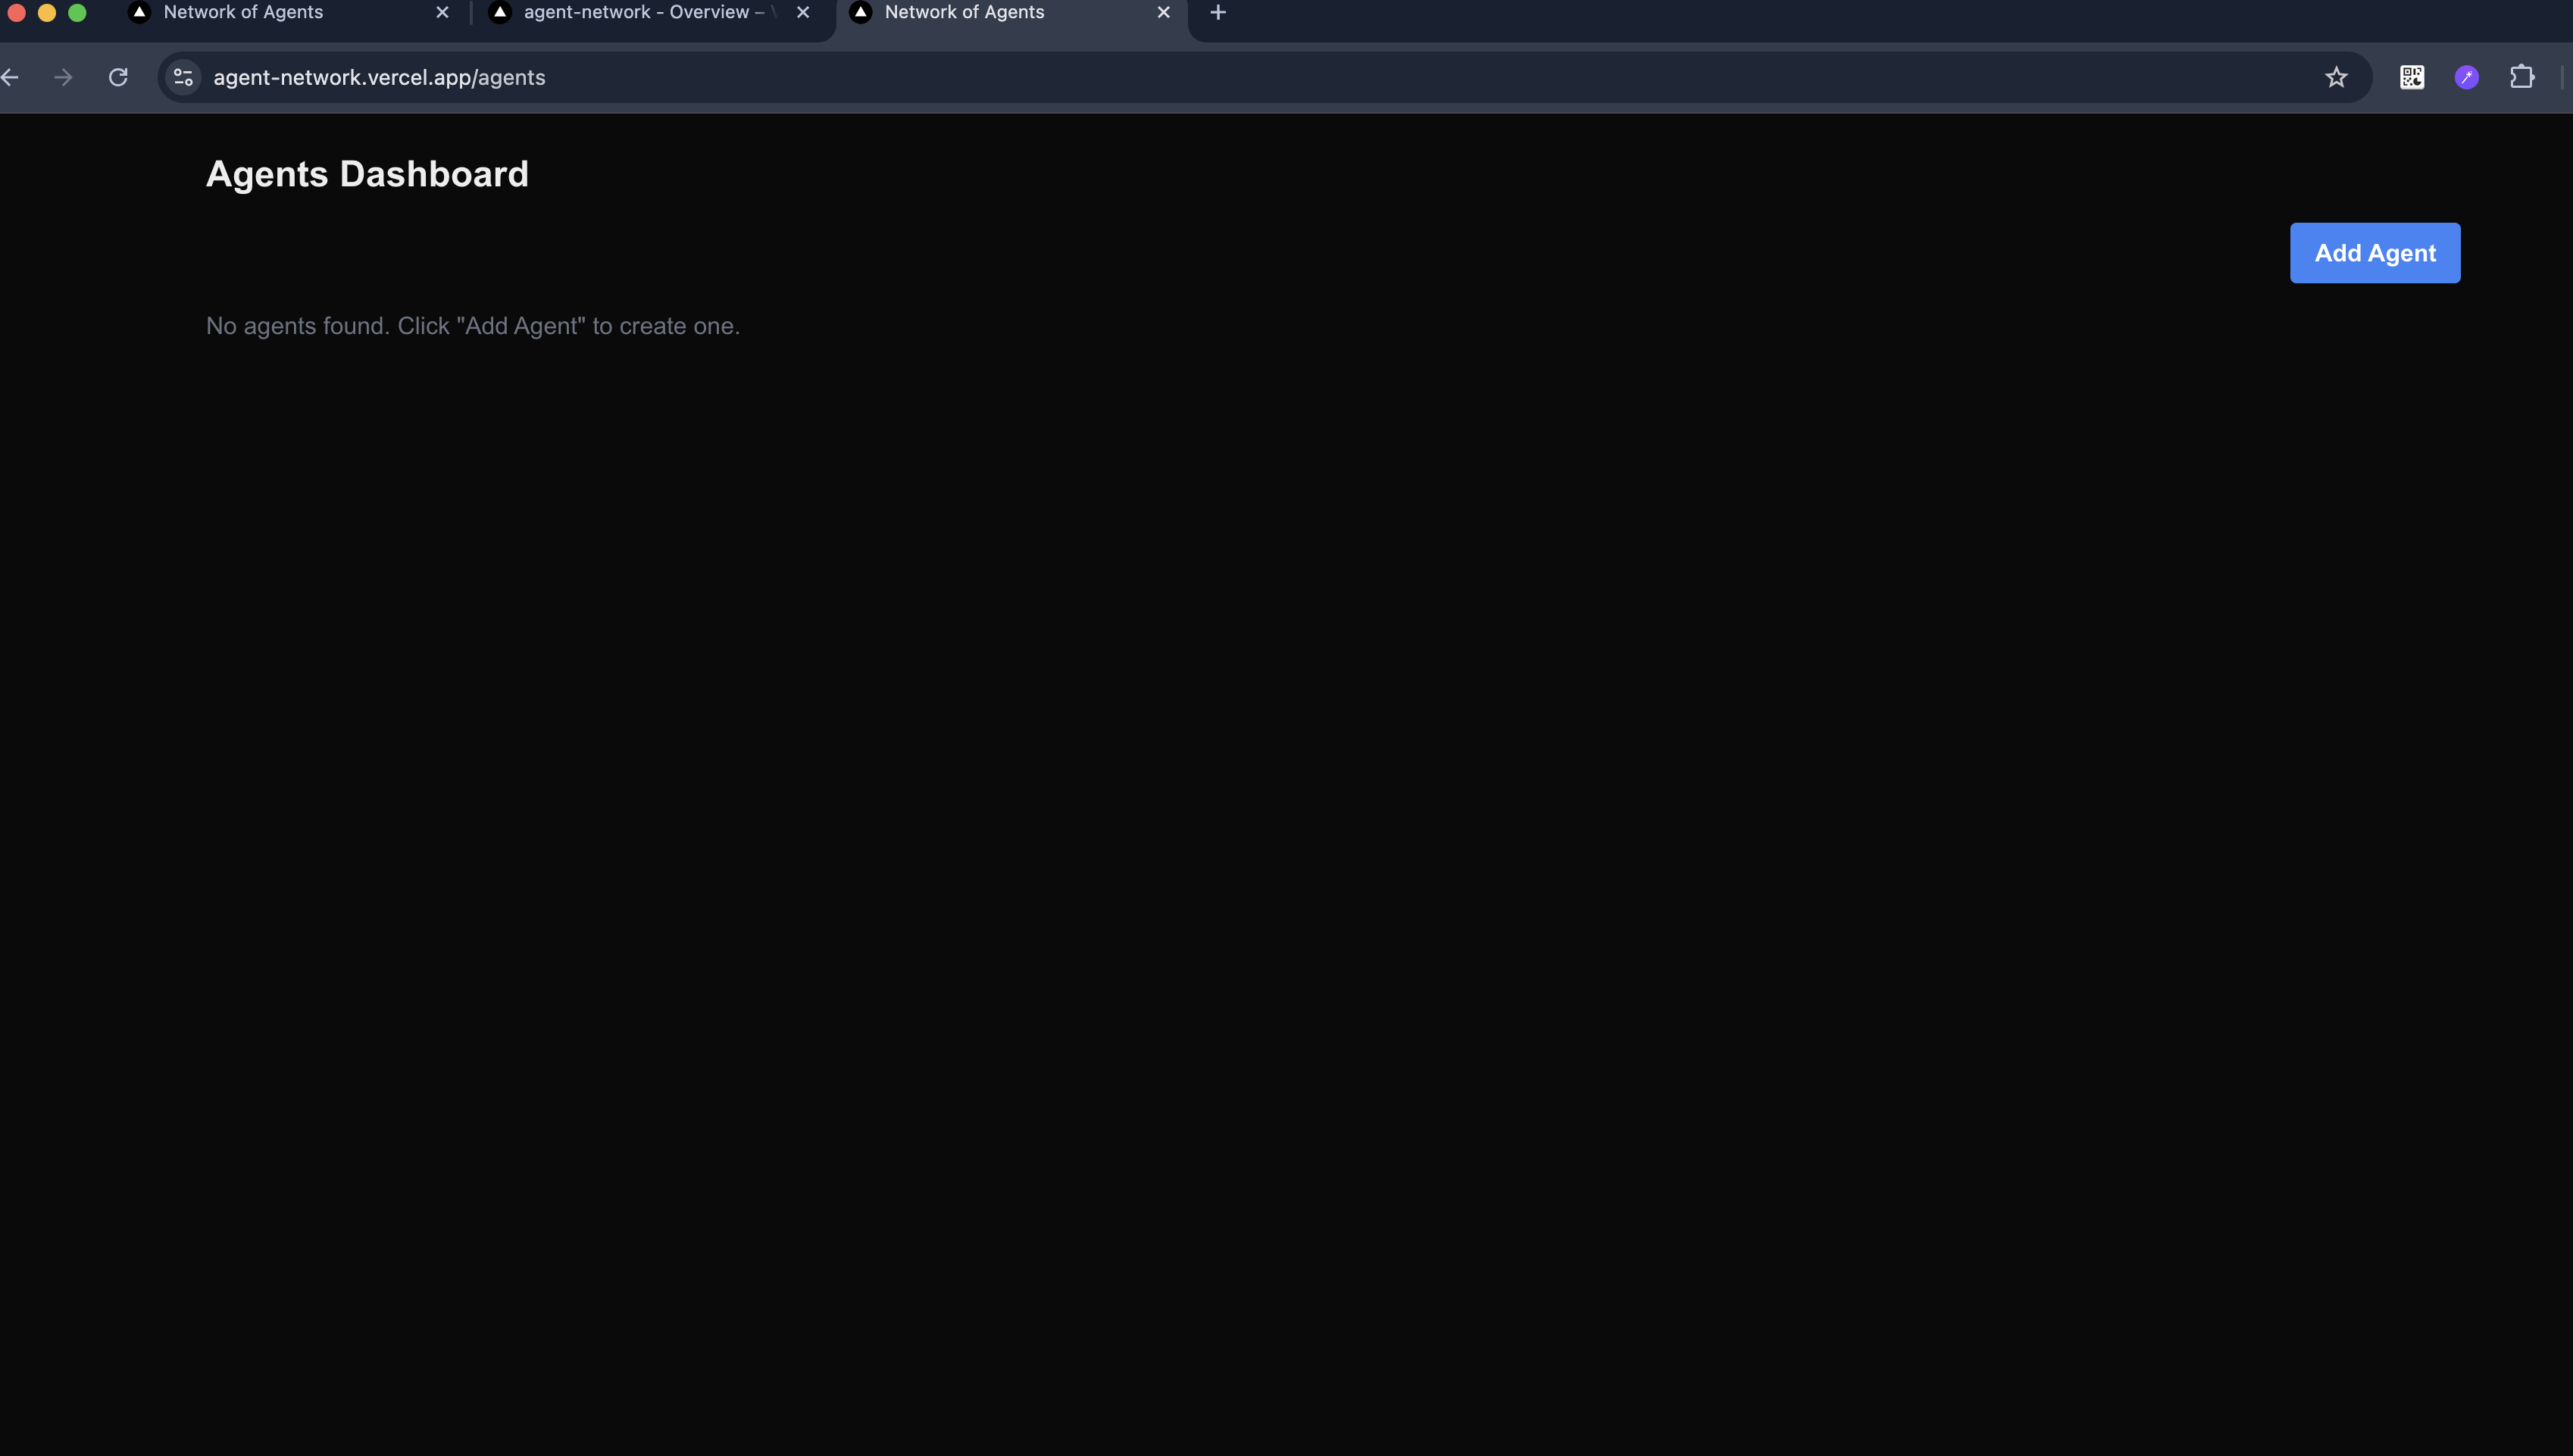 Network of Agents
agent-network - Overview –
Network of Agents
agent-network.vercel.app/agents
Agents Dashboard
Add Agent
No agents found. Click "Add Agent" to create one.